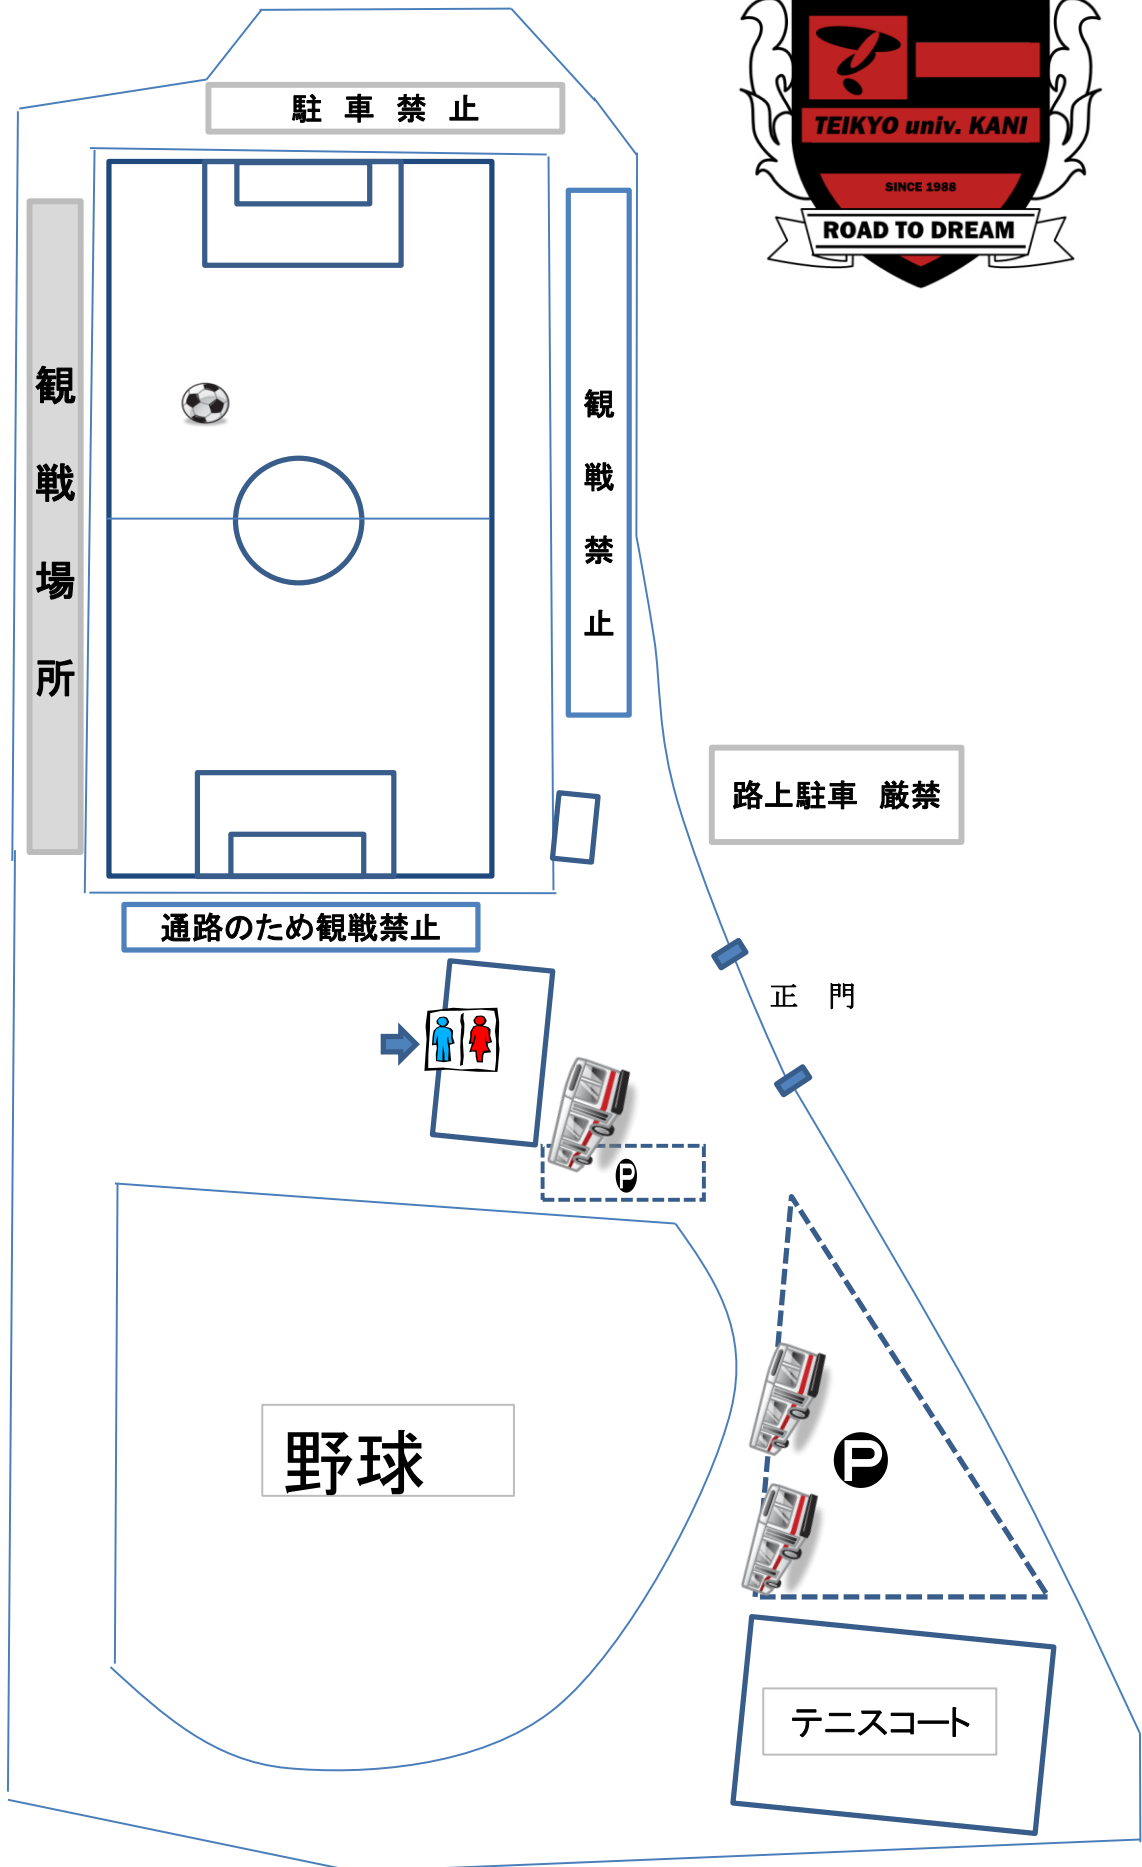 TEIKYO univ. KANI
SINCE 1988
ROAD TO DREAM
駐 車 禁 止
観戦場所
観戦禁止
路上駐車 厳禁
通路のため観戦禁止
正 門
P
野球
P
テニスコート